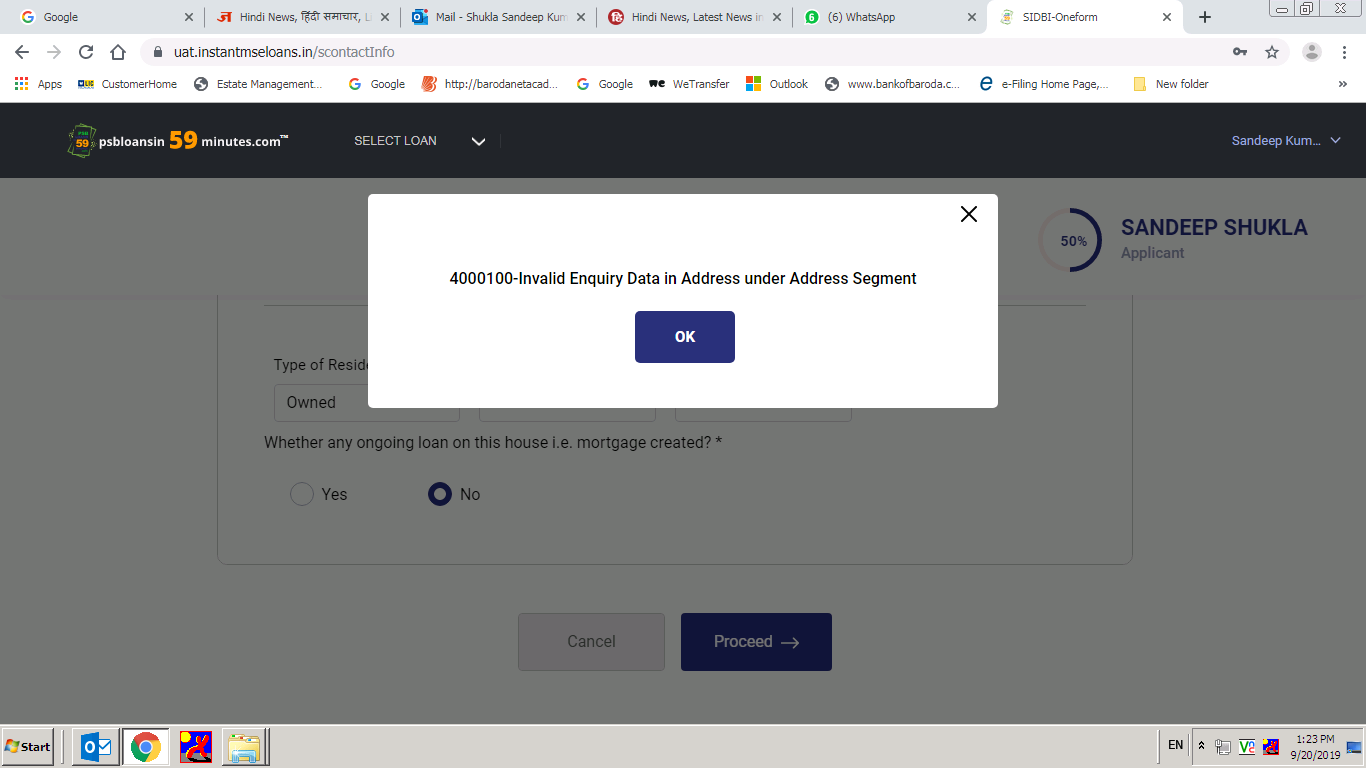 Google
Hindi News, हिंदी समाचार, L
Mail - Shukla Sandeep Kum
Hindi News, Latest News in
(6) WhatsApp
SIDBI-Oneform
uat.instantmseloans.in/scontactInfo
Apps
CustomerHome
Estate Management...
Google
http://barodanetacad...
Google
WeTransfer
Outlook
www.bankofbaroda.c...
e-Filing Home Page,...
New folder
psbloansin 59 minutes.com™
SELECT LOAN
Sandeep Kum...
50%
SANDEEP SHUKLA
Applicant
4000100-Invalid Enquiry Data in Address under Address Segment
OK
Type of Reside
Owned
Whether any ongoing loan on this house i.e. mortgage created? *
Yes
No
Cancel
Proceed
Start
EN
1:23 PM
9/20/2019